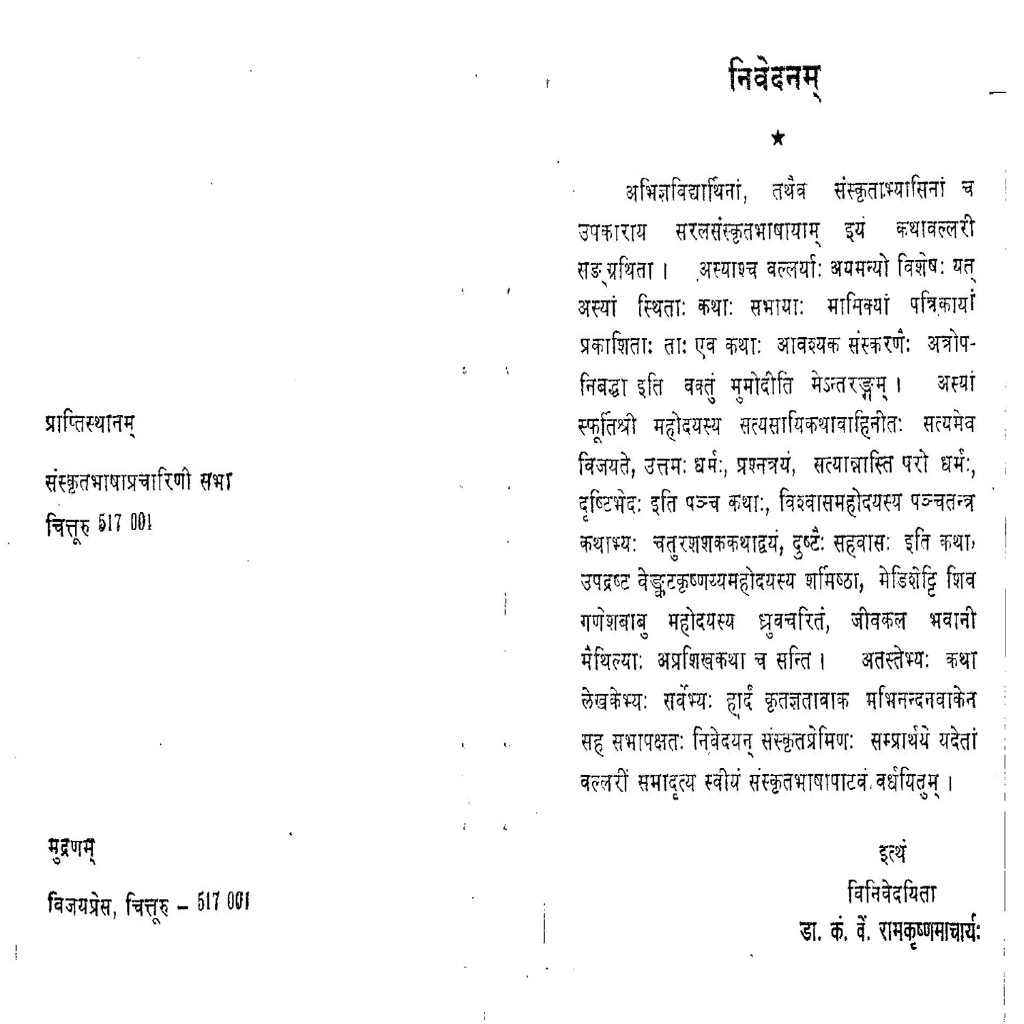 प्राप्तिस्थानम्
संस्कृतभाषाप्रचारिणी सभा
चित्तूरु 517 001
मुद्रणम्
विजयप्रेस, चित्तूरु – 517 001
निवेदनम्
★
अभिज्ञविद्यार्थिनां, तथैव संस्कृताभ्यासिनां च
उपकाराय सरलसंस्कृतभाषायाम् इयं कथावल्लरी
सङ्ग्रथिता । अस्याश्च वल्लर्याः अयमन्यो विशेषः यत्
अस्यां स्थिताः कथाः सभायाः मामिक्यां पत्रिकायां
प्रकाशिताः ताः एव कथाः आवश्यक संस्करणैः अत्रोप-
निबद्धा इति वक्तुं मुमोदीति मेऽन्तरङ्गम् । अस्यां
स्फूर्तिश्री महोदयस्य सत्यसायिकथावाहिनीतः सत्यमेव
विजयते, उत्तमः धर्मः, प्रश्नत्रयं, सत्यान्नास्ति परो धर्मः,
दृष्टिभेदः इति पञ्च कथाः, विश्वासमहोदयस्य पञ्चतन्त्र
कथाभ्यः चतुरशशककथाद्वयं, दुष्टैः सहवासः इति कथा,
उपद्रष्ट वेङ्कटकृष्णय्यमहोदयस्य शर्मिष्ठा, मेडिशेट्टि शिव
गणेशबाबु महोदयस्य ध्रुवचरितं, जीवकल भवानी
मैथिल्याः अप्रशिखकथा च सन्ति । अतस्तेभ्यः कथा
लेखकेभ्यः सर्वेभ्यः हार्दं कृतज्ञतावाक मभिनन्दनवाकेन
सह सभापक्षतः निवेदयन् संस्कृतप्रेमिणः सम्प्रार्थये यदेतां
वल्लरीं समादृत्य स्वीयं संस्कृतभाषापाटवं वर्धयितुम् ।
इत्थं
विनिवेदयिता
डा. कं. वें. रामकृष्णमाचार्यः